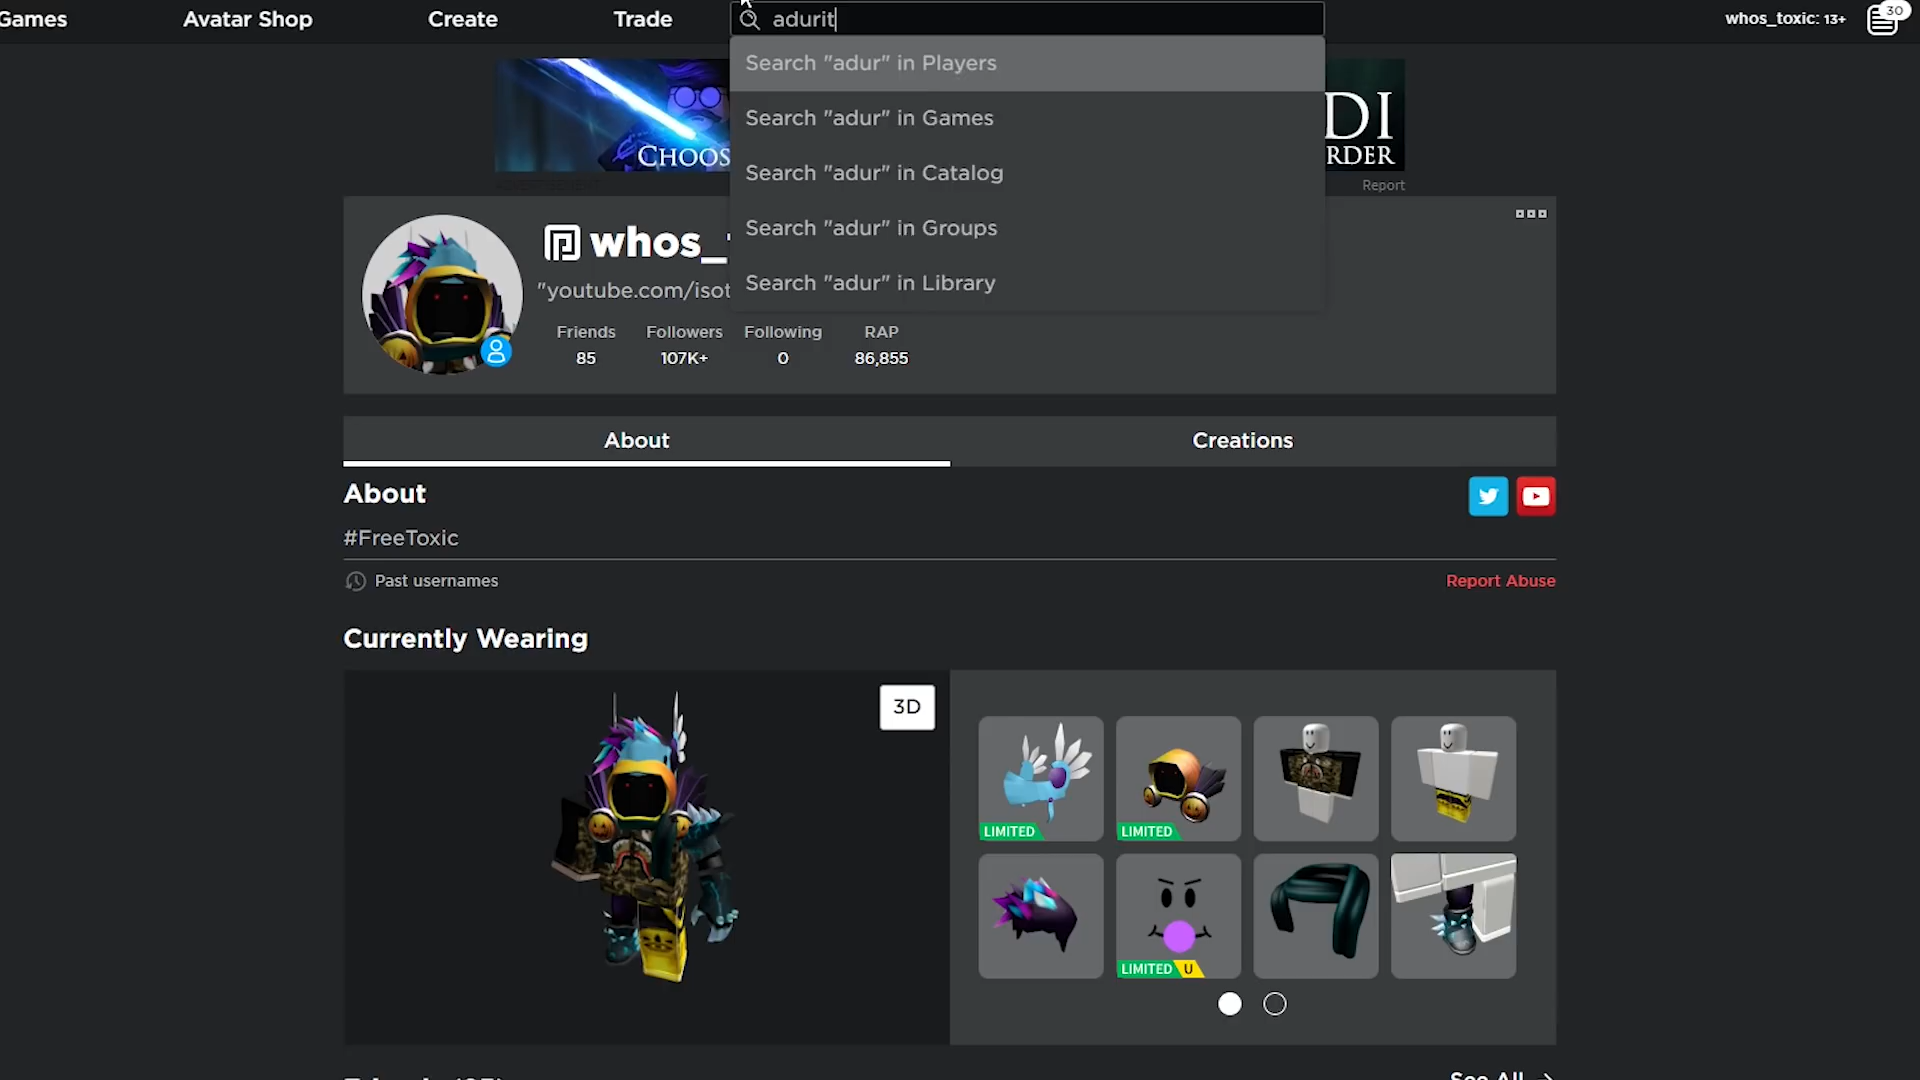 Games
Avatar Shop
Create
Trade
adurit
whos_toxic: 13+
30
Search "adur" in Players
Search "adur" in Games
Search "adur" in Catalog
Search "adur" in Groups
Search "adur" in Library
CHOOS
DI
RDER
ADVERTISEMENT
Report
whos_
"youtube.com/isot
Friends
Followers
Following
RAP
85
107K+
0
86,855
About
Creations
About
#FreeToxic
Past usernames
Report Abuse
Currently Wearing
3D
LIMITED
LIMITED
LIMITED U
See All